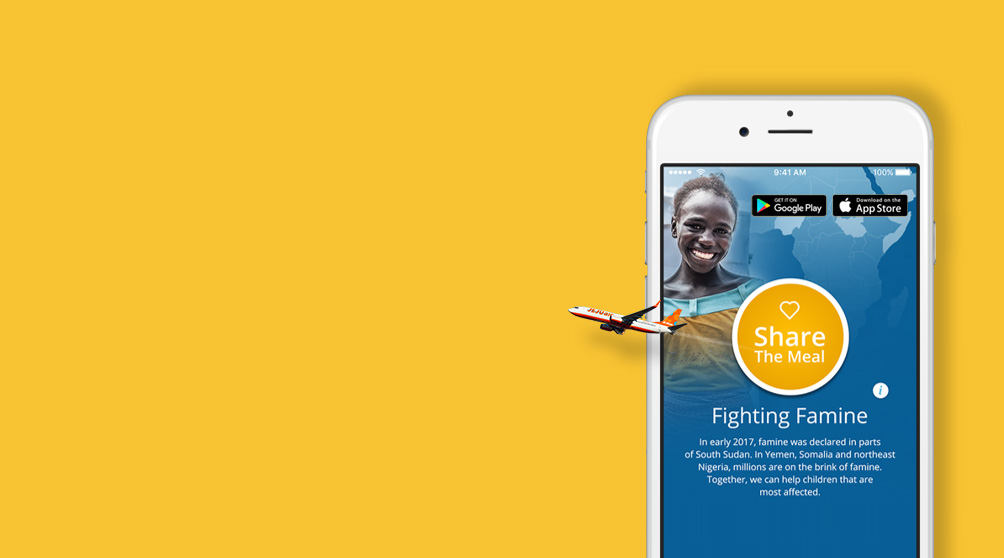 9:41 AM
100%
GET IT ON
Google Play
Download on the
App Store
JEJUair
Share
The Meal
i
Fighting Famine
In early 2017, famine was declared in parts
of South Sudan. In Yemen, Somalia and northeast
Nigeria, millions are on the brink of famine.
Together, we can help children that are
most affected.